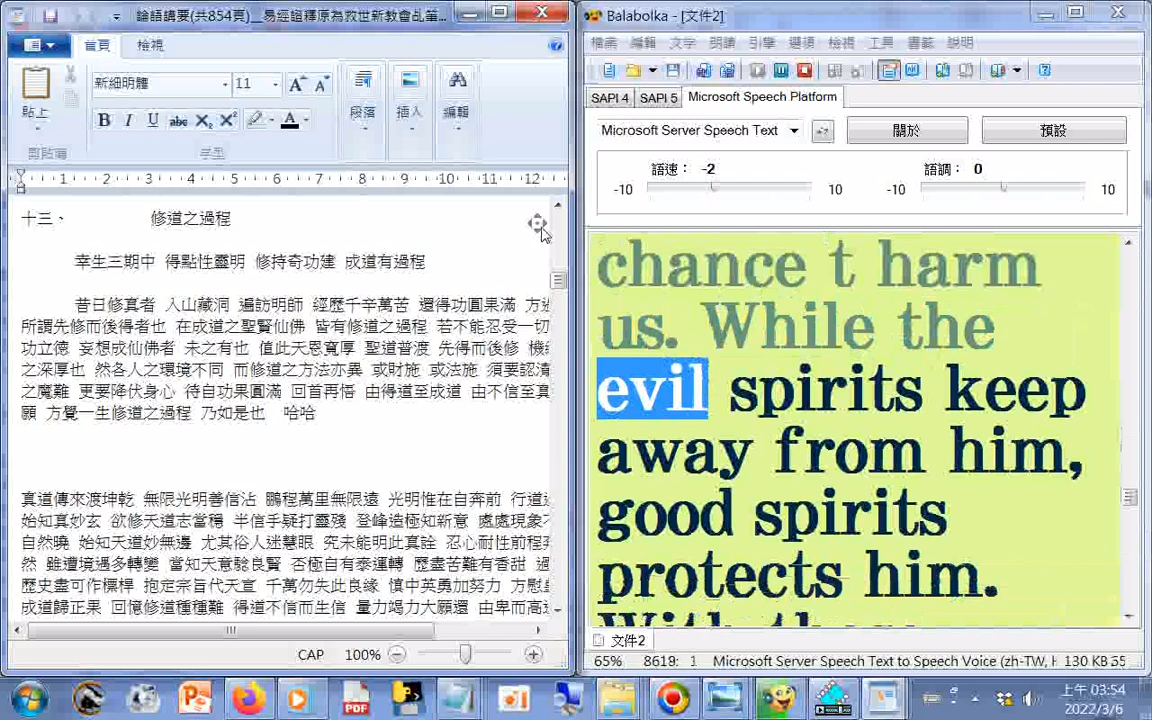 論語講要(共854頁)__易經證釋原為救世新教會乩筆...
首頁
檢視
貼上
新細明體
11
段落
插入
編輯
剪貼簿
字型
1 2 3 4 5 6 7 8 9 10 11 12
十三、 修道之過程
幸生三期中 得點性靈明 修持奇功建 成道有過程
昔日修真者 入山藏洞 遍訪明師 經歷千辛萬苦 還得功圓果滿 方
所謂先修而後得者也 在成道之聖賢仙佛 皆有修道之過程 若不能忍受一切
功立德 妄想成仙佛者 未之有也 值此天恩寬厚 聖道普渡 先得而後修 機
之深厚也 然各人之環境不同 而修道之方法亦異 或財施 或法施 須要認清
之魔難 更要降伏身心 待自功果圓滿 回首再悟 由得道至成道 由不信至真
願 方覺一生修道之過程 乃如是也 哈哈
真道傳來渡坤乾 無限光明善信沾 鵬程萬里無限遠 光明惟在自奔前 行道
始知真妙玄 欲修天道志當穩 半信半疑打靈殘 登峰造極知新意 處處現象
自然曉 始知天道妙無邊 尤其俗人迷慧眼 究未能明此真詮 忍心耐性前程
然 雖遭境遇多轉變 當知天意驗良賢 否極自有泰運轉 歷盡苦難有香甜 過
歷史盡可作標桿 抱定宗旨代天宣 千萬勿失此良緣 慎中英勇加努力 方慰
成道歸正果 回憶修道種種難 得道不信而生信 量力竭力大願還 由卑而高
CAP 100%
Balabolka - [文件2]
檔案 編輯 文字 朗讀 引擎 選項 檢視 工具 書籤 說明
SAPI 4 SAPI 5 Microsoft Speech Platform
Microsoft Server Speech Text
關於
預設
語速： -2
語調： 0
-10 10 -10 10
chance t harm
us. While the
evil spirits keep
away from him,
good spirits
protects him.
With these
文件2
65% 8619: 1 Microsoft Server Speech Text to Speech Voice (zh-TW, H 130 KB
上午 03:54
2022/3/6